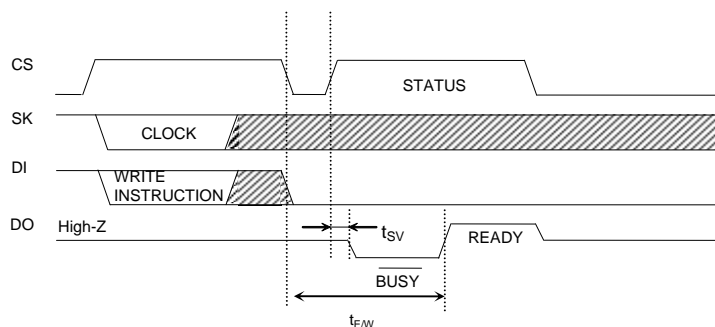 CS
STATUS
SK
CLOCK
DI
WRITE
INSTRUCTION
DO
High-Z
tSV
READY
BUSY
tE/W